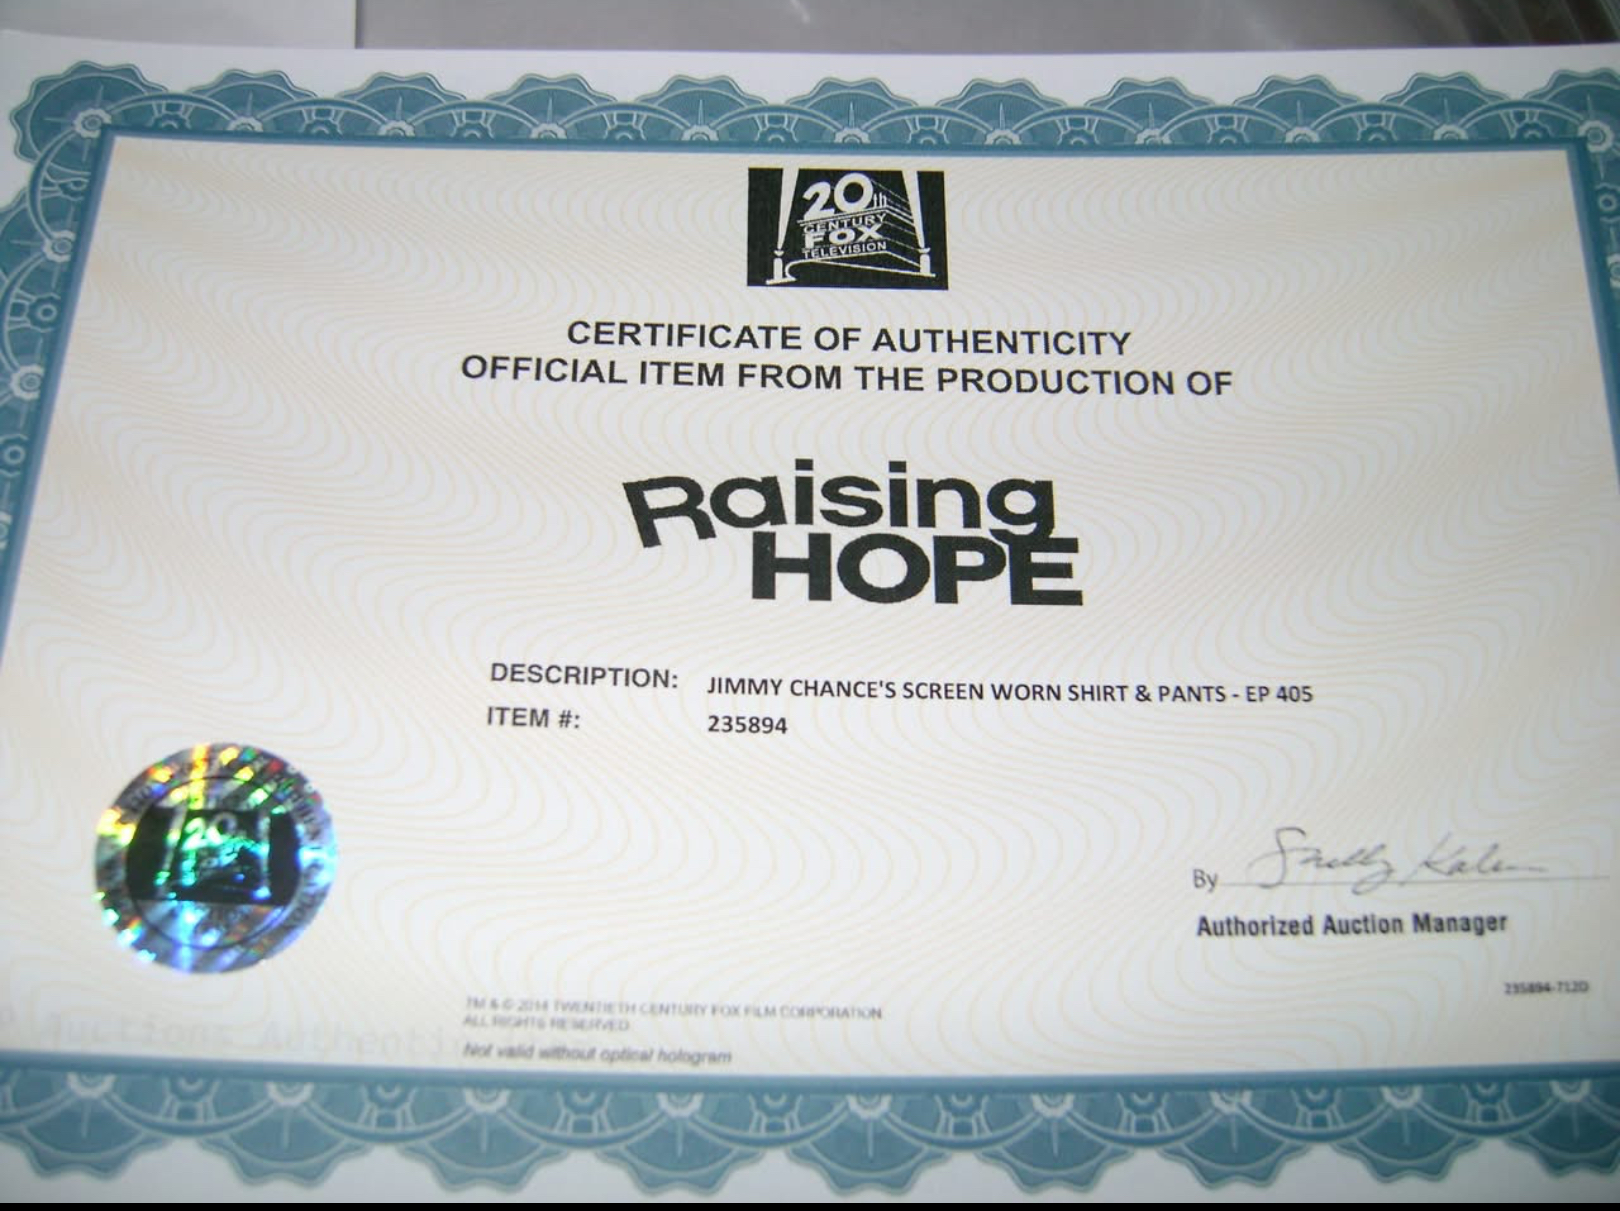 20th
CENTURY
FOX
TELEVISION
CERTIFICATE OF AUTHENTICITY
OFFICIAL ITEM FROM THE PRODUCTION OF
Raising
HOPE
DESCRIPTION: JIMMY CHANCE'S SCREEN WORN SHIRT & PANTS - EP 405
ITEM #: 235894
By
Authorized Auction Manager
235894-712D
TM & © 2014 TWENTIETH CENTURY FOX FILM CORPORATION
ALL RIGHTS RESERVED
Not valid without optical hologram